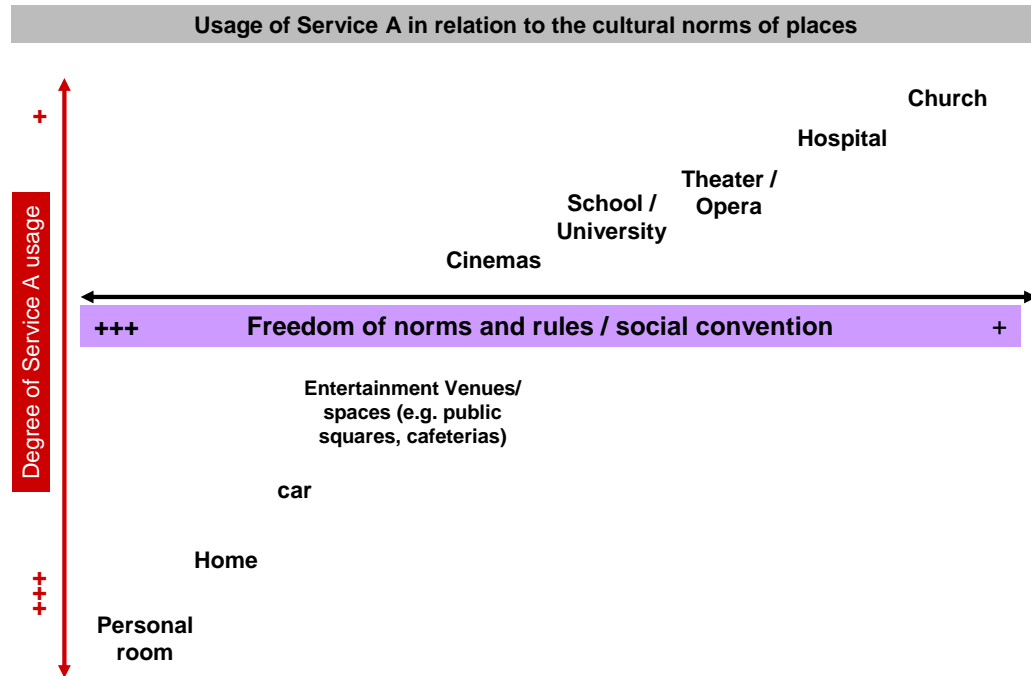 Usage of Service A in relation to the cultural norms of places
+
Church
Hospital
Theater /
Opera
School /
University
Cinemas
Degree of Service A usage
+++ Freedom of norms and rules / social convention +
Entertainment Venues/
spaces (e.g. public
squares, cafeterias)
car
Home
+++
Personal
room